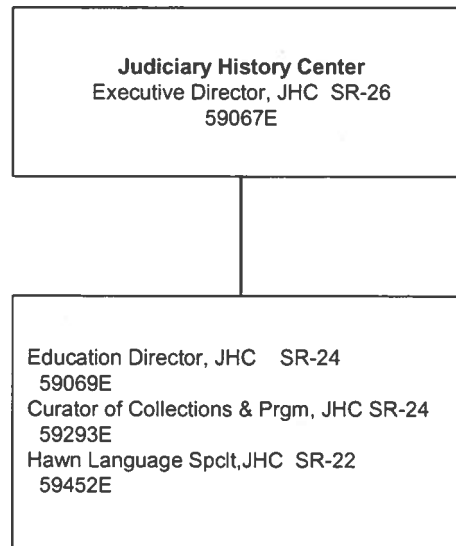 Judiciary History Center
Executive Director, JHC SR-26
59067E
Education Director, JHC SR-24
59069E
Curator of Collections & Prgm, JHC SR-24
59293E
Hawn Language Spclt,JHC SR-22
59452E